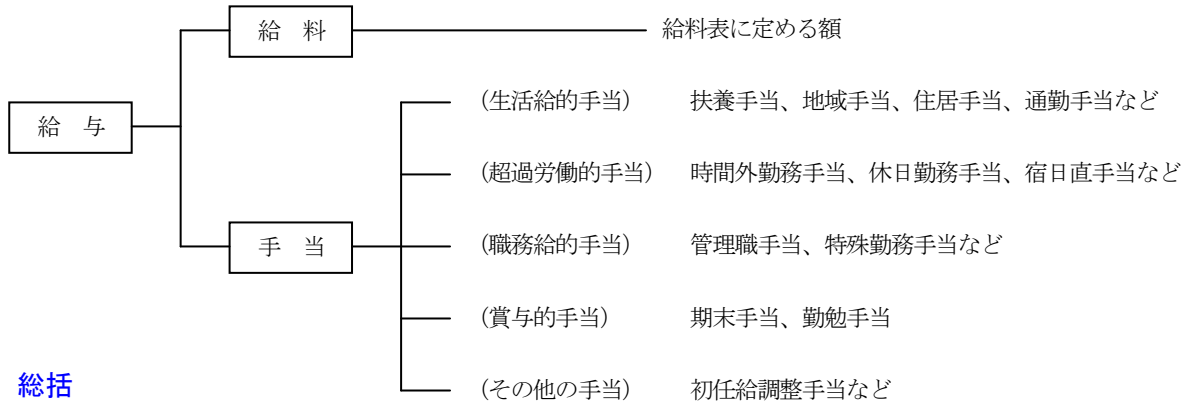 給 料 給料表に定める額
(生活給的手当) 扶養手当、地域手当、住居手当、通勤手当など
給 与
(超過労働的手当) 時間外勤務手当、休日勤務手当、宿日直手当など
手 当 (職務給的手当) 管理職手当、特殊勤務手当など
(賞与的手当) 期末手当、勤勉手当
総括
(その他の手当) 初任給調整手当など